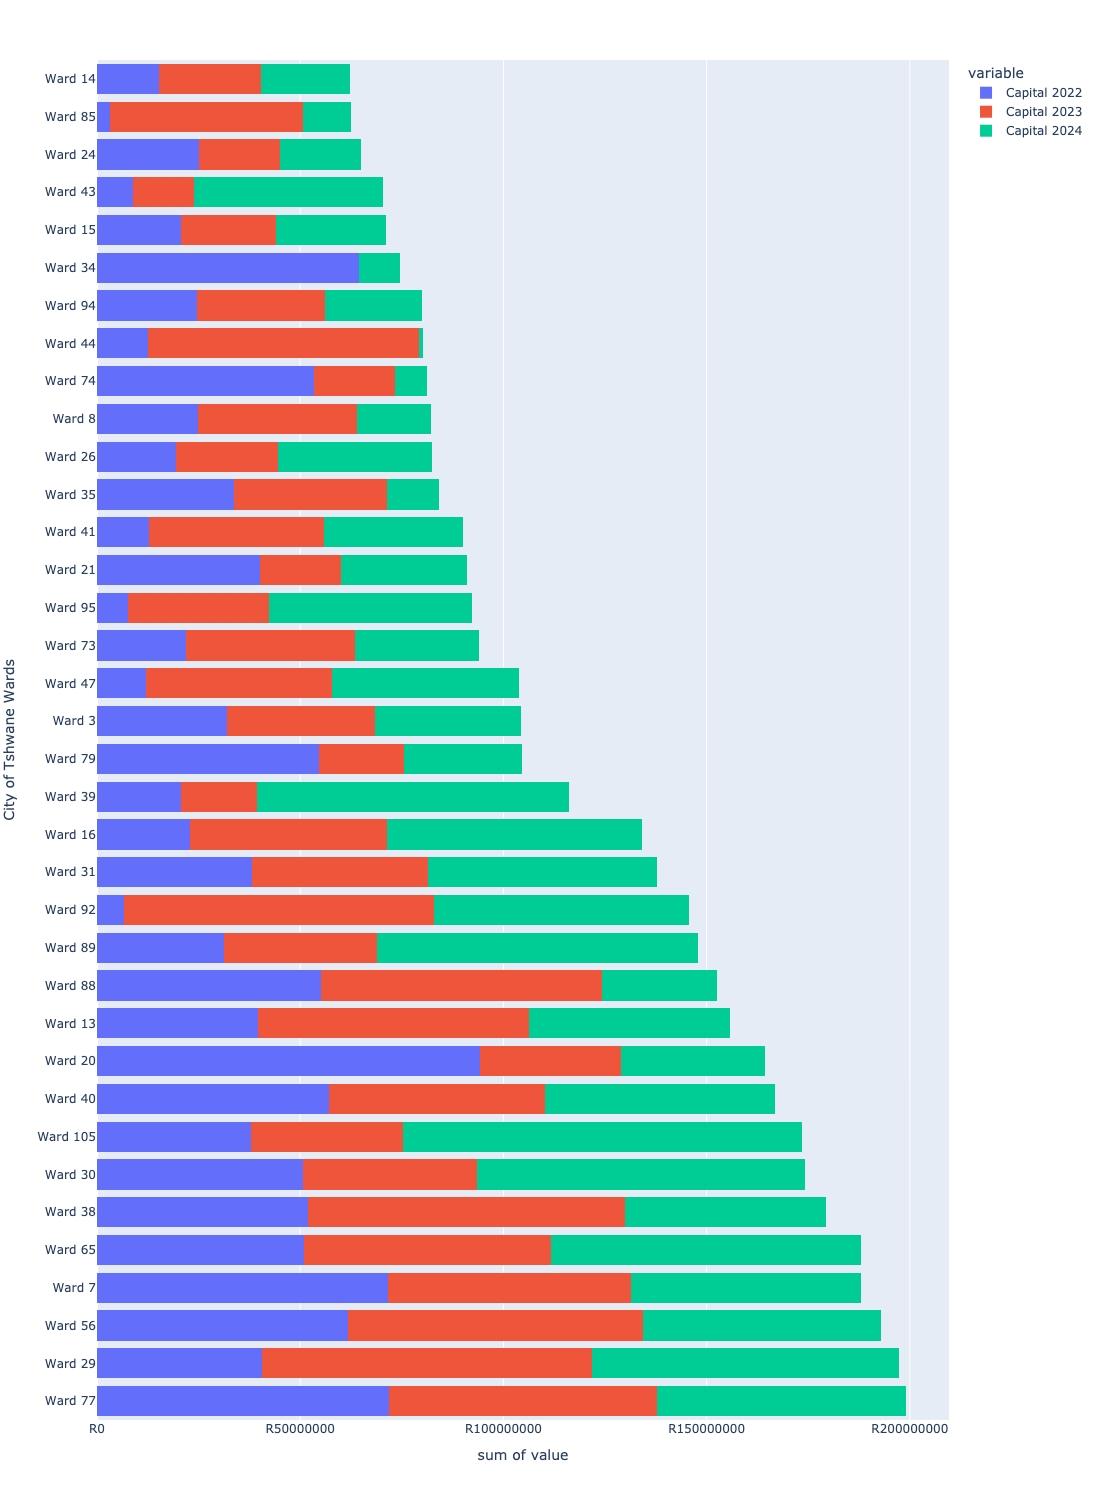 variable
Capital 2022
Capital 2023
Capital 2024
City of Tshwane Wards
Ward 14
Ward 85
Ward 24
Ward 43
Ward 15
Ward 34
Ward 94
Ward 44
Ward 74
Ward 8
Ward 26
Ward 35
Ward 41
Ward 21
Ward 95
Ward 73
Ward 47
Ward 3
Ward 79
Ward 39
Ward 16
Ward 31
Ward 92
Ward 89
Ward 88
Ward 13
Ward 20
Ward 40
Ward 105
Ward 30
Ward 38
Ward 65
Ward 7
Ward 56
Ward 29
Ward 77
R0 R50000000 R100000000 R150000000 R200000000
sum of value